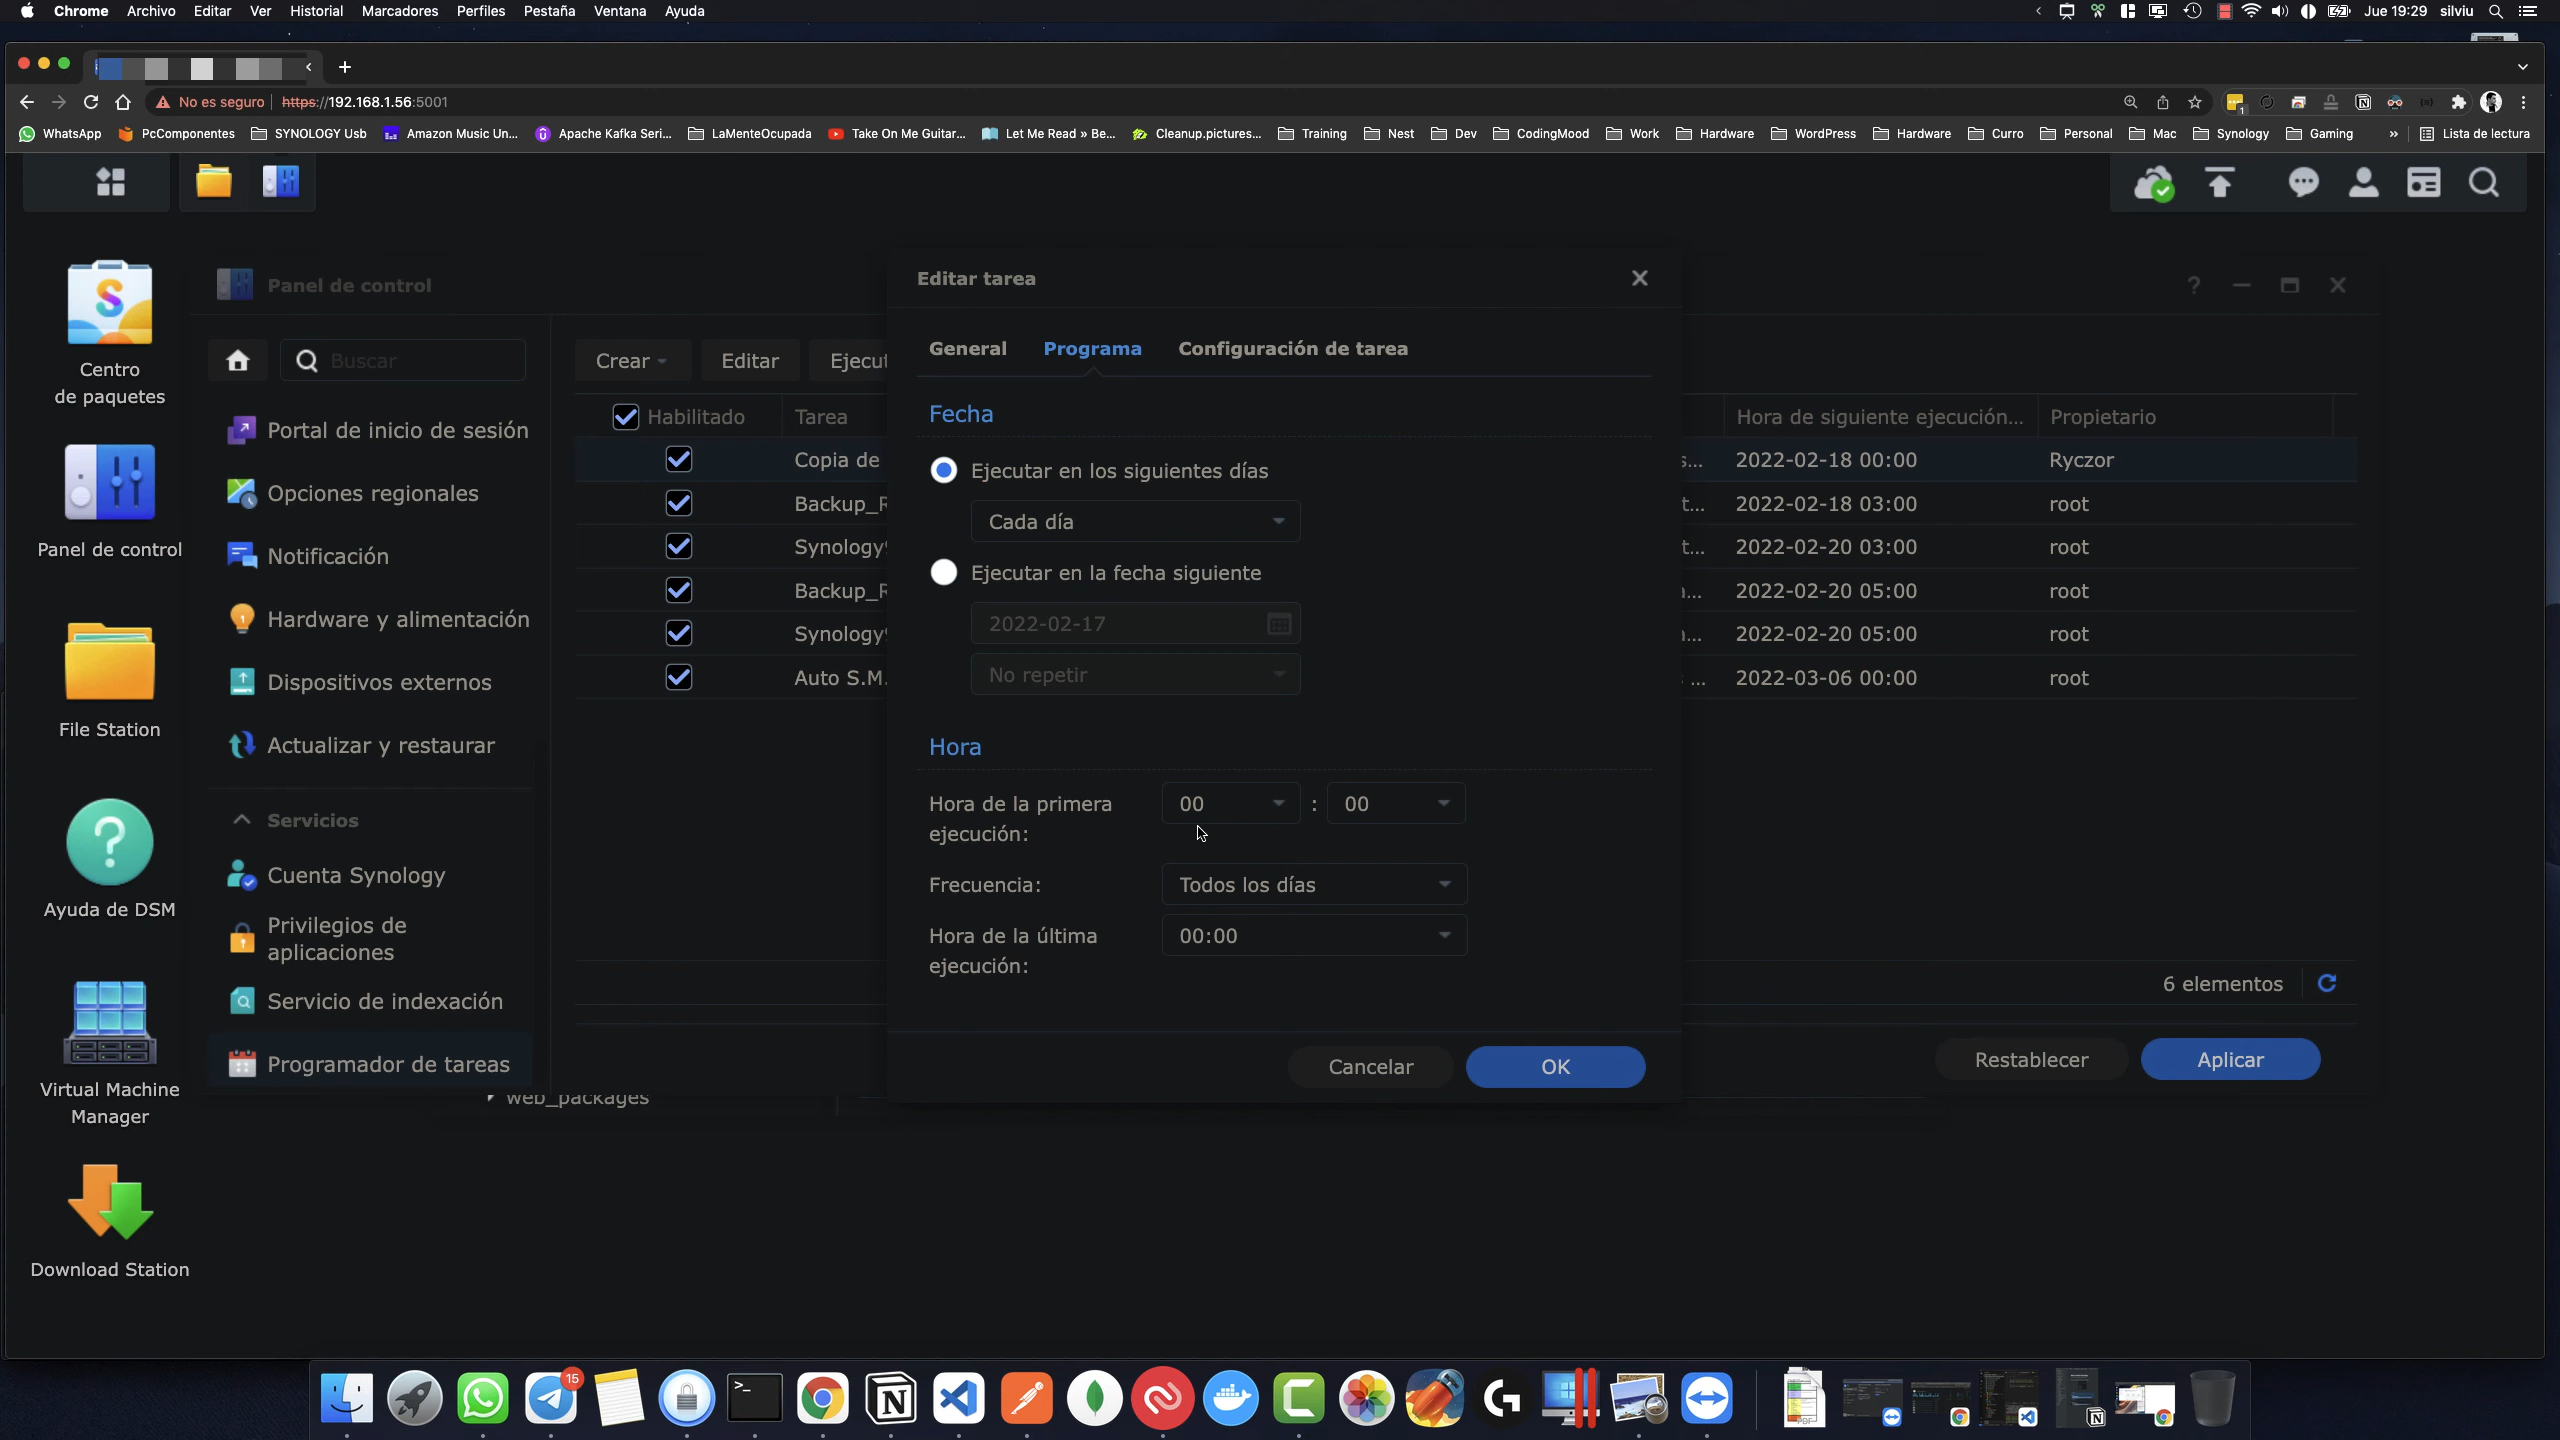 Chrome Archivo Editar Ver Historial Marcadores Perfiles Pestaña Ventana Ayuda
Jue 19:29 silviu
No es seguro https://192.168.1.56:5001
WhatsApp PcComponentes SYNOLOGY Usb Amazon Music Un... Apache Kafka Seri... LaMenteOcupada Take On Me Guitar... Let Me Read » Be... Cleanup.pictures... Training Nest Dev CodingMood Work Hardware WordPress Hardware Curro Personal Mac Synology Gaming » Lista de lectura
Centro
de paquetes
Panel de control
File Station
Ayuda de DSM
Virtual Machine
Manager
Download Station
Panel de control
Buscar
Portal de inicio de sesión
Opciones regionales
Notificación
Hardware y alimentación
Dispositivos externos
Actualizar y restaurar
Servicios
Cuenta Synology
Privilegios de
aplicaciones
Servicio de indexación
Programador de tareas
web_packages
Crear Editar Ejecut
Habilitado Tarea Hora de siguiente ejecución... Propietario
Copia de s... 2022-02-18 00:00 Ryczor
Backup_R t... 2022-02-18 03:00 root
Synology t... 2022-02-20 03:00 root
Backup_R ... 2022-02-20 05:00 root
Synology ... 2022-02-20 05:00 root
Auto S.M. ... 2022-03-06 00:00 root
6 elementos
Restablecer Aplicar
Editar tarea
General Programa Configuración de tarea
Fecha
Ejecutar en los siguientes días
Cada día
Ejecutar en la fecha siguiente
2022-02-17
No repetir
Hora
Hora de la primera
ejecución:
00 : 00
Frecuencia: Todos los días
Hora de la última
ejecución:
00:00
Cancelar OK
15